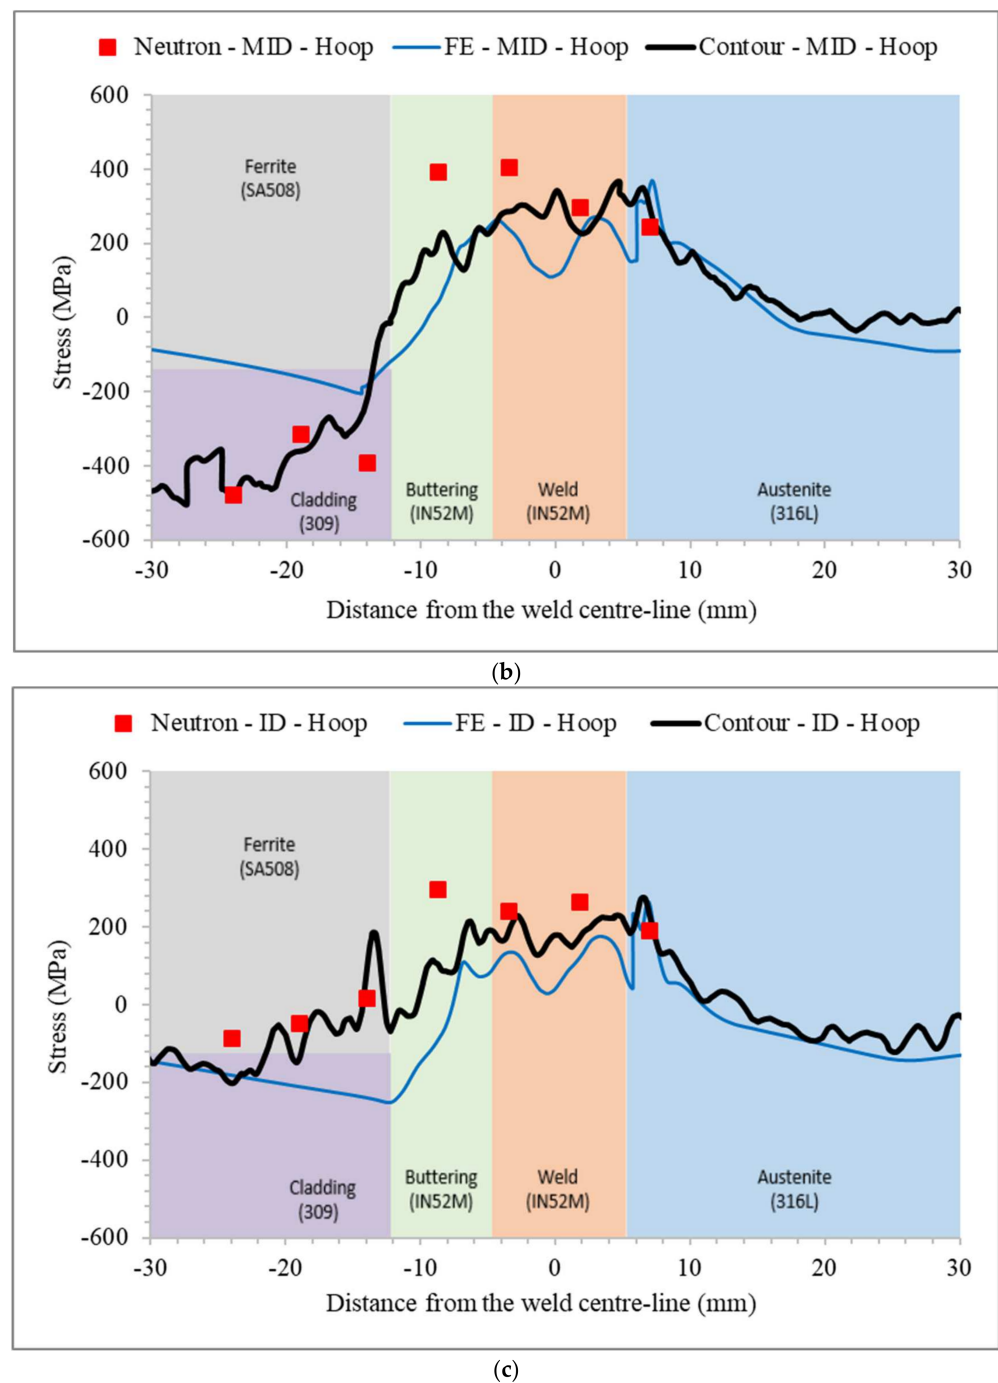 Neutron - MID - Hoop FE - MID - Hoop Contour - MID - Hoop
600
400
200
0
-200
-400
-600
Stress (MPa)
Ferrite
(SA508)
Cladding
(309)
Buttering
(IN52M)
Weld
(IN52M)
Austenite
(316L)
-30 -20 -10 0 10 20 30
Distance from the weld centre-line (mm)
(b)
Neutron - ID - Hoop FE - ID - Hoop Contour - ID - Hoop
600
400
200
0
-200
-400
-600
Stress (MPa)
Ferrite
(SA508)
Cladding
(309)
Buttering
(IN52M)
Weld
(IN52M)
Austenite
(316L)
-30 -20 -10 0 10 20 30
Distance from the weld centre-line (mm)
(c)